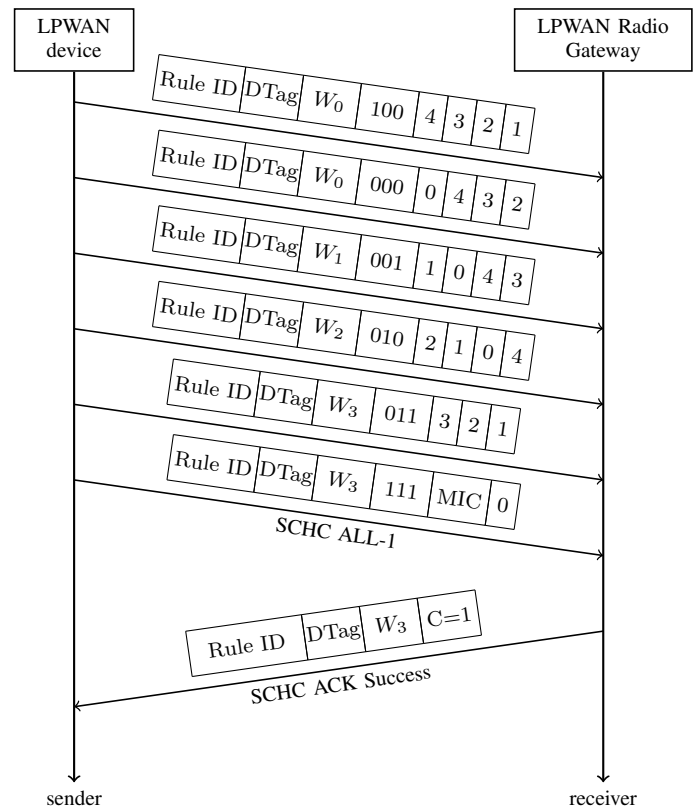 LPWAN
device
LPWAN Radio
Gateway
Rule ID DTag W₀ 100 4 3 2 1
Rule ID DTag W₀ 000 0 4 3 2
Rule ID DTag W₁ 001 1 0 4 3
Rule ID DTag W₂ 010 2 1 0 4
Rule ID DTag W₃ 011 3 2 1
Rule ID DTag W₃ 111 MIC 0
SCHC ALL-1
Rule ID DTag W₃ C=1
SCHC ACK Success
sender
receiver